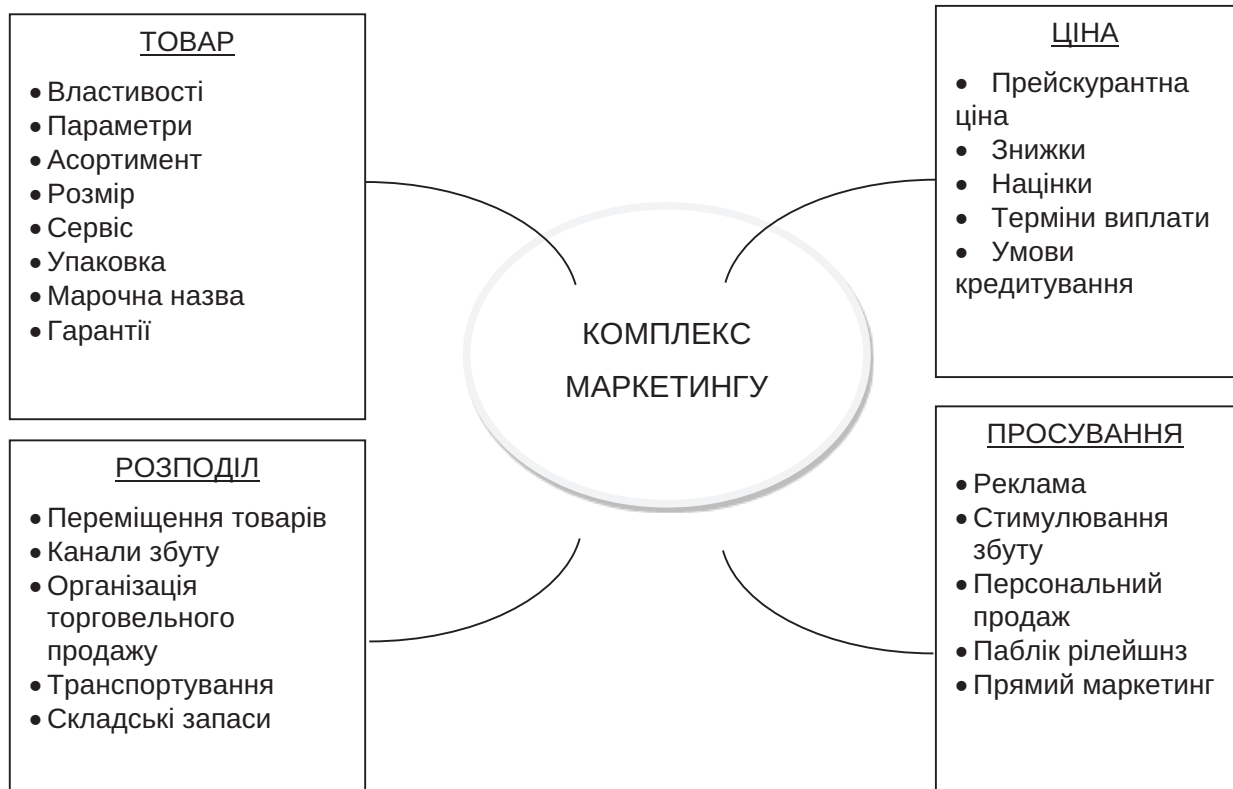 ТОВАР
• Властивості
• Параметри
• Асортимент
• Розмір
• Сервіс
• Упаковка
• Марочна назва
• Гарантії
ЦІНА
• Прейскурантна
ціна
• Знижки
• Націнки
• Терміни виплати
• Умови
кредитування
КОМПЛЕКС
МАРКЕТИНГУ
РОЗПОДІЛ
• Переміщення товарів
• Канали збуту
• Організація
торговельного
продажу
• Транспортування
• Складські запаси
ПРОСУВАННЯ
• Реклама
• Стимулювання
збуту
• Персональний
продаж
• Паблік рілейшнз
• Прямий маркетинг